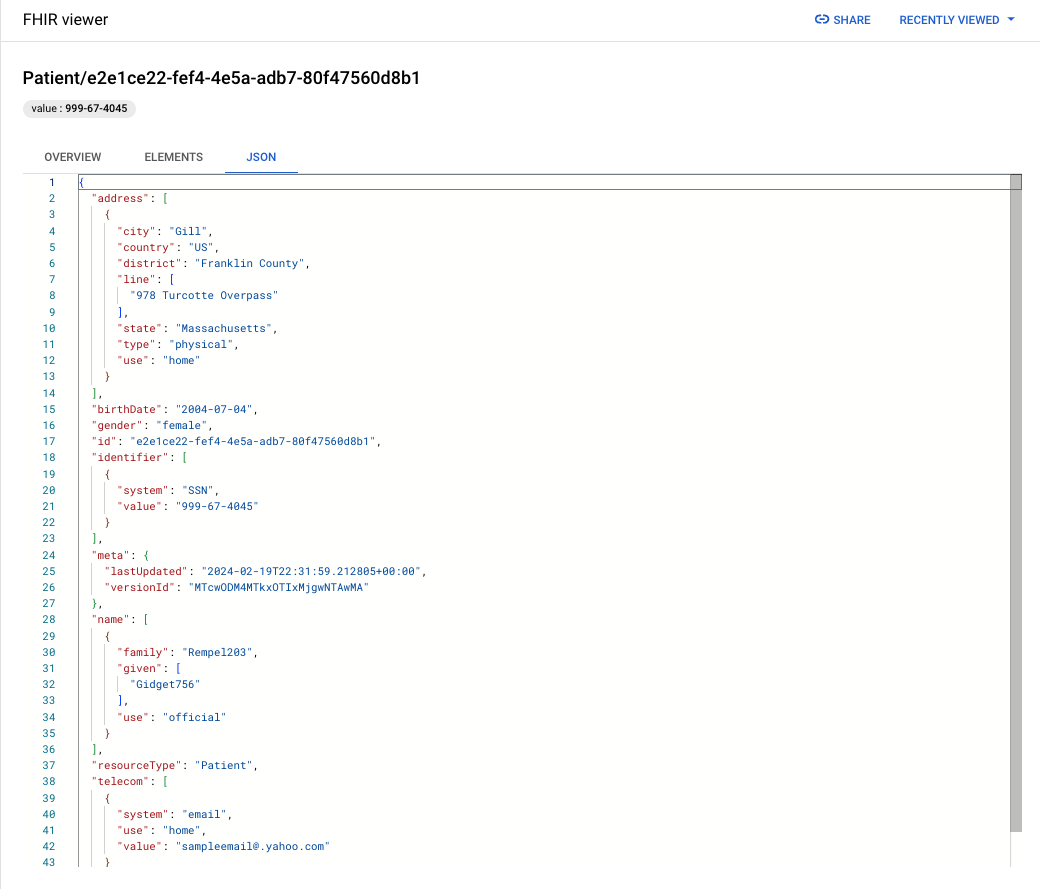 FHIR viewer
SHARE
RECENTLY VIEWED
Patient/e2e1ce22-fef4-4e5a-adb7-80f47560d8b1
value : 999-67-4045
OVERVIEW ELEMENTS JSON
1 {
2 "address": [
3 {
4 "city": "Gill",
5 "country": "US",
6 "district": "Franklin County",
7 "line": [
8 "978 Turcotte Overpass"
9 ],
10 "state": "Massachusetts",
11 "type": "physical",
12 "use": "home"
13 }
14 ],
15 "birthDate": "2004-07-04",
16 "gender": "female",
17 "id": "e2e1ce22-fef4-4e5a-adb7-80f47560d8b1",
18 "identifier": [
19 {
20 "system": "SSN",
21 "value": "999-67-4045"
22 }
23 ],
24 "meta": {
25 "lastUpdated": "2024-02-19T22:31:59.212805+00:00",
26 "versionId": "MTcwODM4MTkxOTIxMjgwNTAwMA"
27 },
28 "name": [
29 {
30 "family": "Rempel203",
31 "given": [
32 "Gidget756"
33 ],
34 "use": "official"
35 }
36 ],
37 "resourceType": "Patient",
38 "telecom": [
39 {
40 "system": "email",
41 "use": "home",
42 "value": "sampleemail@.yahoo.com"
43 }